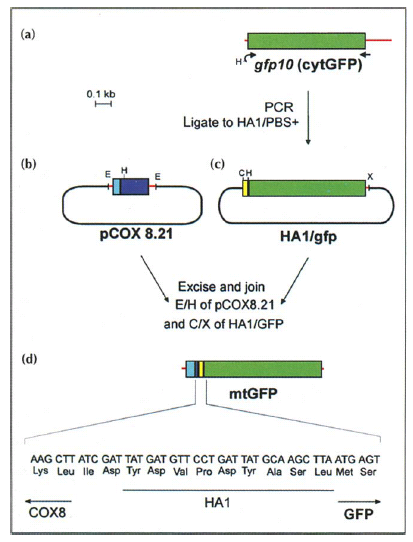 (a)
H
gfp10 (cytGFP)
0.1 kb
PCR
Ligate to HA1/PBS+
(b) (c)
E H E CH X
pCOX 8.21 HA1/gfp
Excise and join
E/H of pCOX8.21
and C/X of HA1/GFP
(d)
mtGFP
AAG CTT ATC GAT TAT GAT GTT CCT GAT TAT GCA AGC TTA ATG AGT
Lys Leu Ile Asp Tyr Asp Val Pro Asp Tyr Ala Ser Leu Met Ser
HA1
COX8 GFP